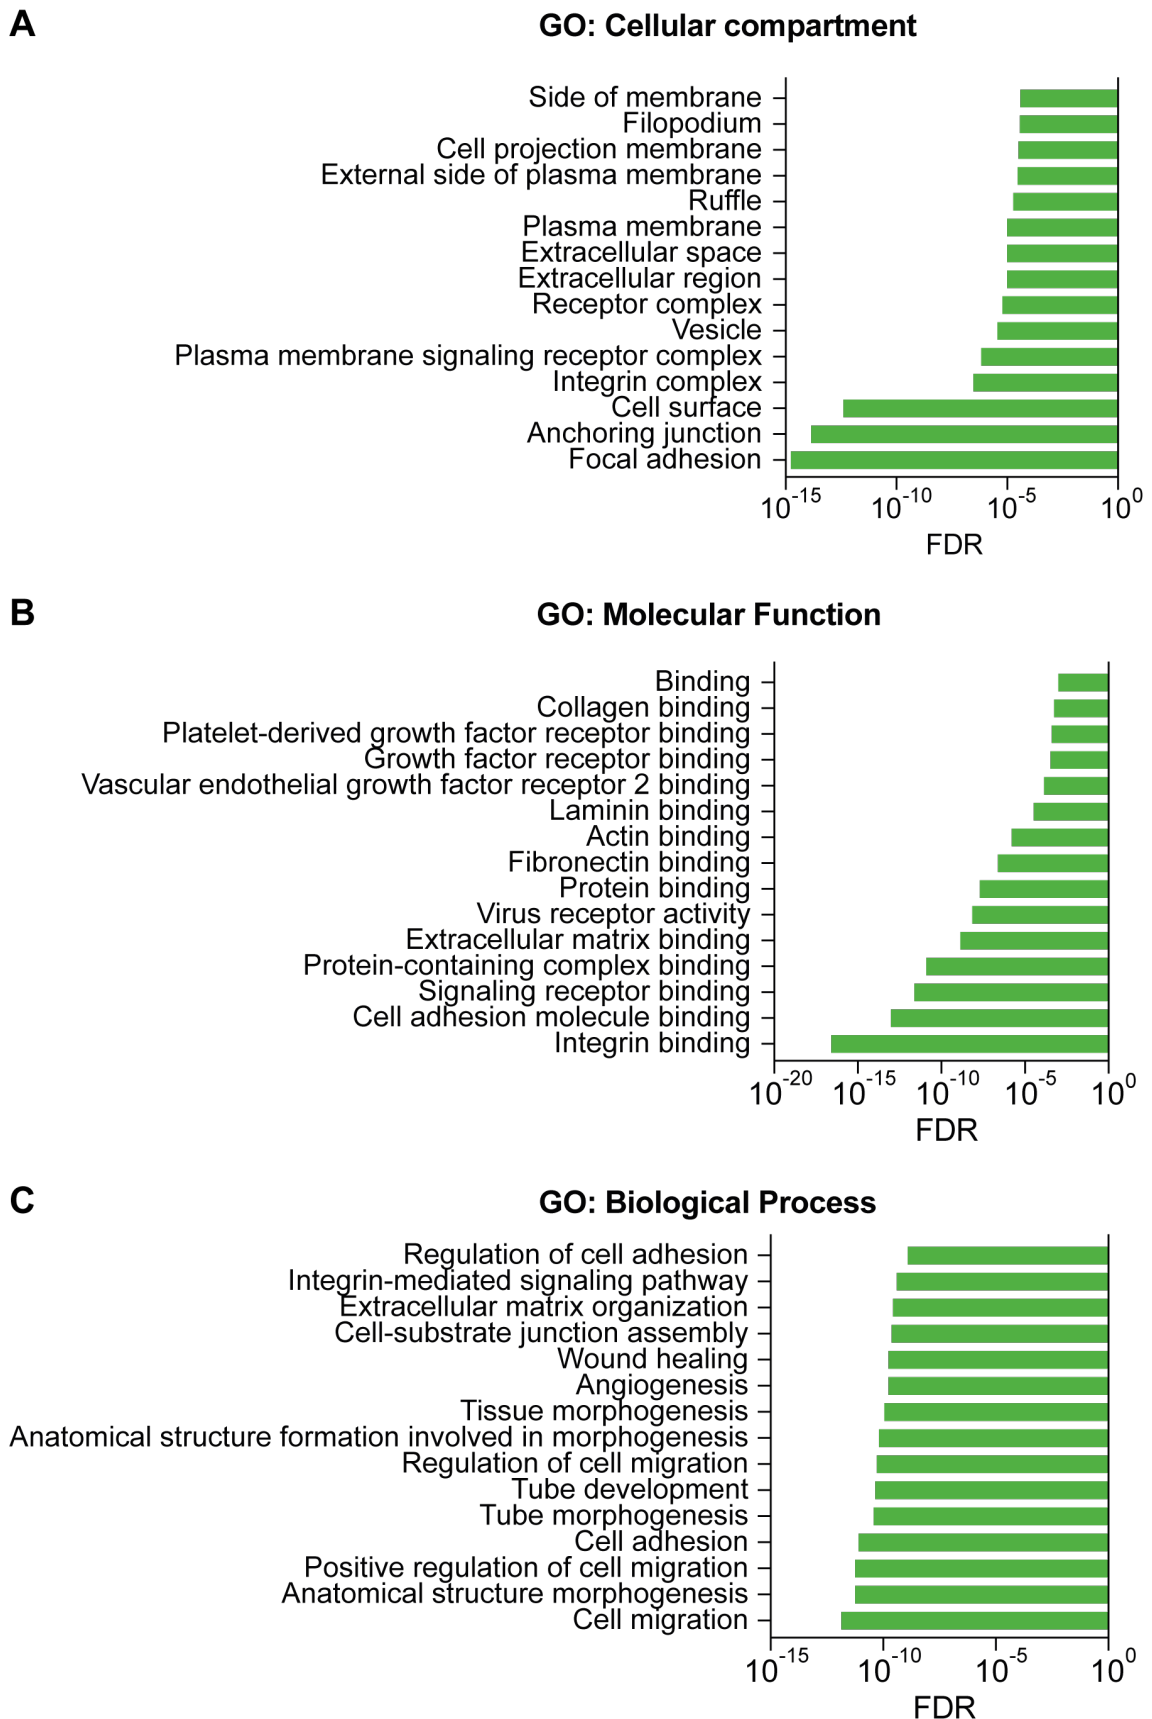 A
GO: Cellular compartment
Side of membrane
Filopodium
Cell projection membrane
External side of plasma membrane
Ruffle
Plasma membrane
Extracellular space
Extracellular region
Receptor complex
Vesicle
Plasma membrane signaling receptor complex
Integrin complex
Cell surface
Anchoring junction
Focal adhesion
10^-15 10^-10 10^-5 10^0
FDR
B
GO: Molecular Function
Binding
Collagen binding
Platelet-derived growth factor receptor binding
Growth factor receptor binding
Vascular endothelial growth factor receptor 2 binding
Laminin binding
Actin binding
Fibronectin binding
Protein binding
Virus receptor activity
Extracellular matrix binding
Protein-containing complex binding
Signaling receptor binding
Cell adhesion molecule binding
Integrin binding
10^-20 10^-15 10^-10 10^-5 10^0
FDR
C
GO: Biological Process
Regulation of cell adhesion
Integrin-mediated signaling pathway
Extracellular matrix organization
Cell-substrate junction assembly
Wound healing
Angiogenesis
Tissue morphogenesis
Anatomical structure formation involved in morphogenesis
Regulation of cell migration
Tube development
Tube morphogenesis
Cell adhesion
Positive regulation of cell migration
Anatomical structure morphogenesis
Cell migration
10^-15 10^-10 10^-5 10^0
FDR